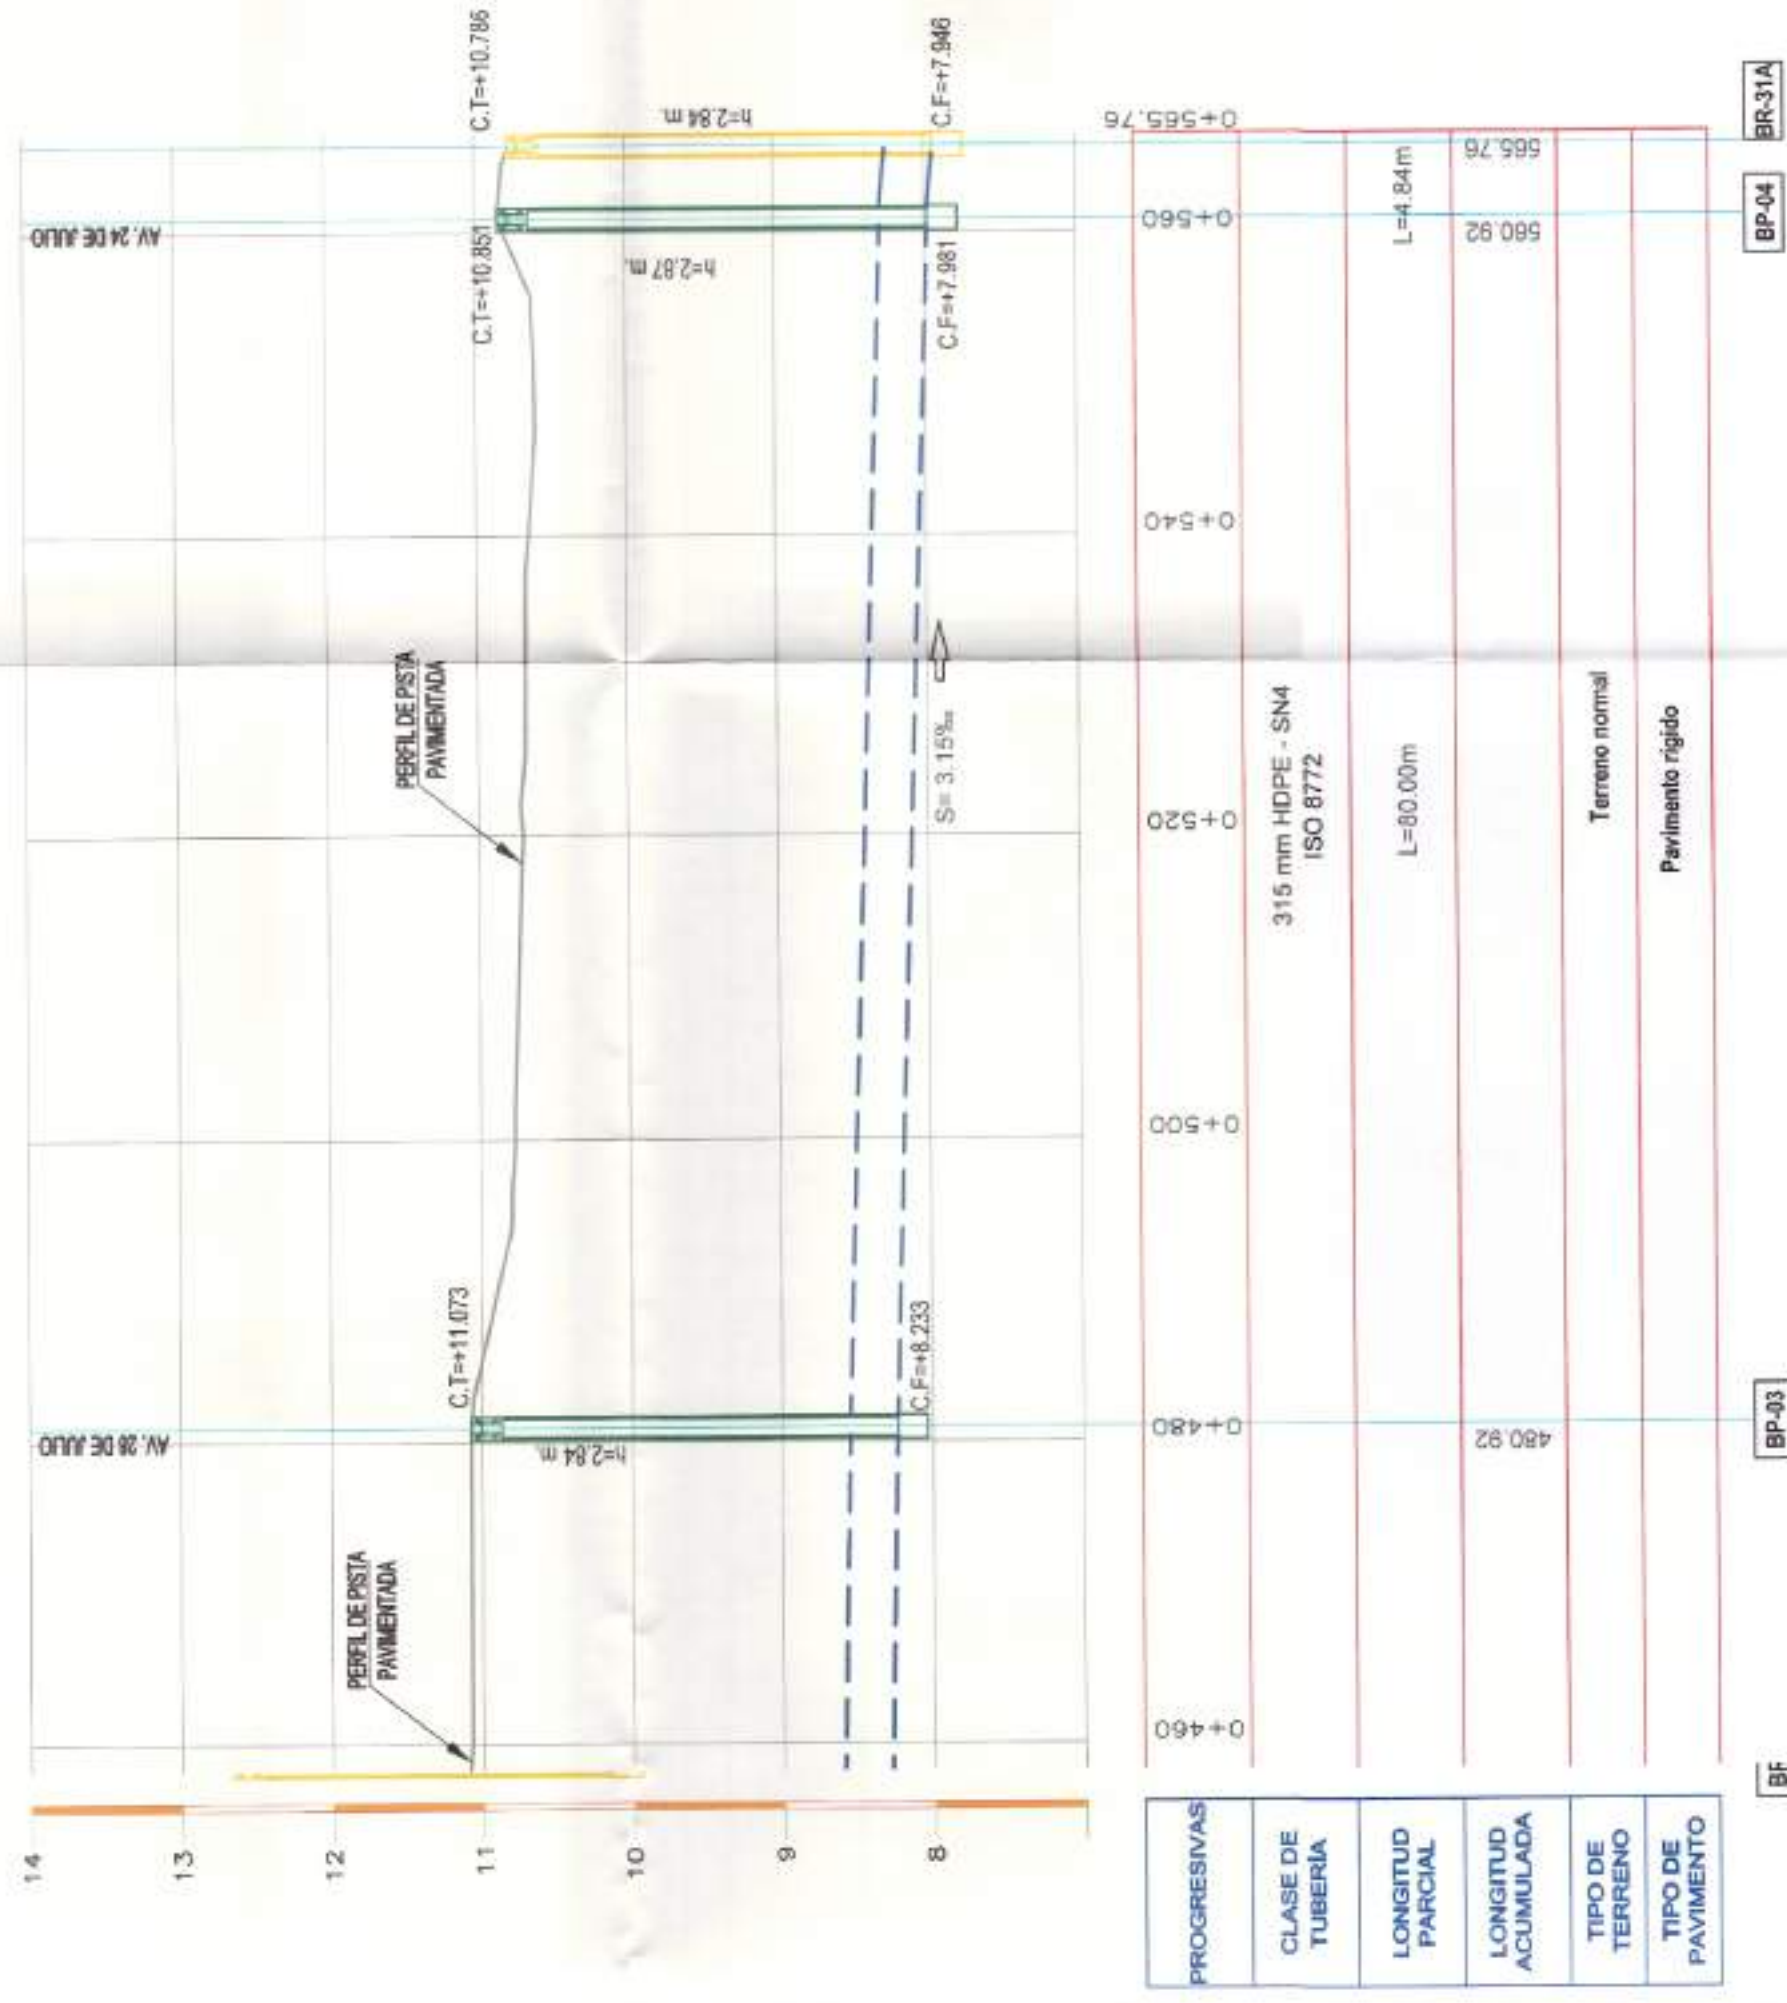 AV. 28 DE JULIO
AV. 24 DE JULIO
14
13
12
11
10
9
8
PERFIL DE PISTA
PAVIMENTADA
C.T=+11.073
h=2.84 m.
C.F=+8.233
PERFIL DE PISTA
PAVIMENTADA
S= 3.15‰
C.T=+10.851
h=2.87 m.
C.F=+7.981
C.T=+10.786
h=2.84 m.
C.F=+7.946
PROGRESIVAS
0+460
0+480
0+500
0+520
0+540
0+560
0+565.76
CLASE DE
TUBERÍA
315 mm HDPE - SN4
ISO 8772
LONGITUD
PARCIAL
L=80.00m
L=4.84m
LONGITUD
ACUMULADA
480.92
560.92
565.76
TIPO DE
TERRENO
Terreno normal
TIPO DE
PAVIMENTO
Pavimento rigido
BP-03
BP-04
BR-31A